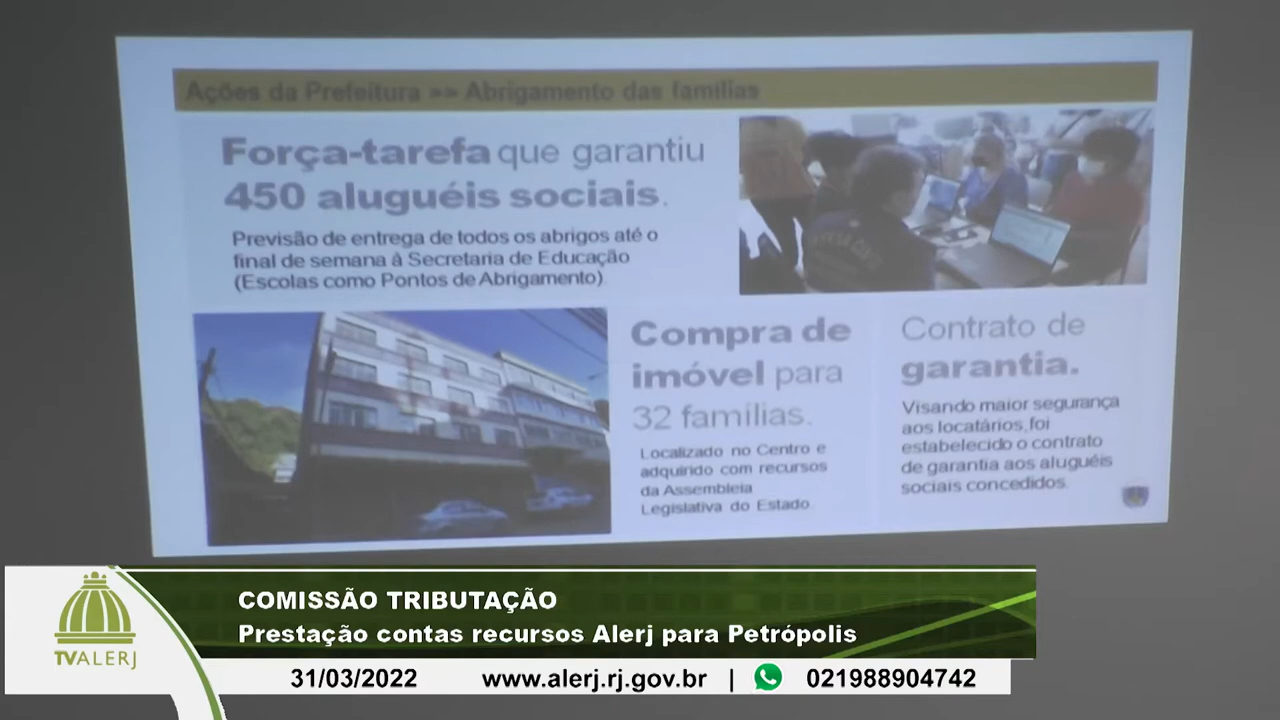 Ações da Prefeitura »» Abrigamento das famílias
Força-tarefa que garantiu
450 aluguéis sociais.
Previsão de entrega de todos os abrigos até o
final de semana à Secretaria de Educação
(Escolas como Pontos de Abrigamento)
Compra de
imóvel para
32 famílias.
Localizado no Centro e
adquirido com recursos
da Assembleia
Legislativa do Estado
Contrato de
garantia.
Visando maior segurança
aos locatários, foi
estabelecido o contrato
de garantia aos aluguéis
sociais concedidos.
COMISSÃO TRIBUTAÇÃO
Prestação contas recursos Alerj para Petrópolis
TVALERJ
31/03/2022 www.alerj.rj.gov.br | 021988904742